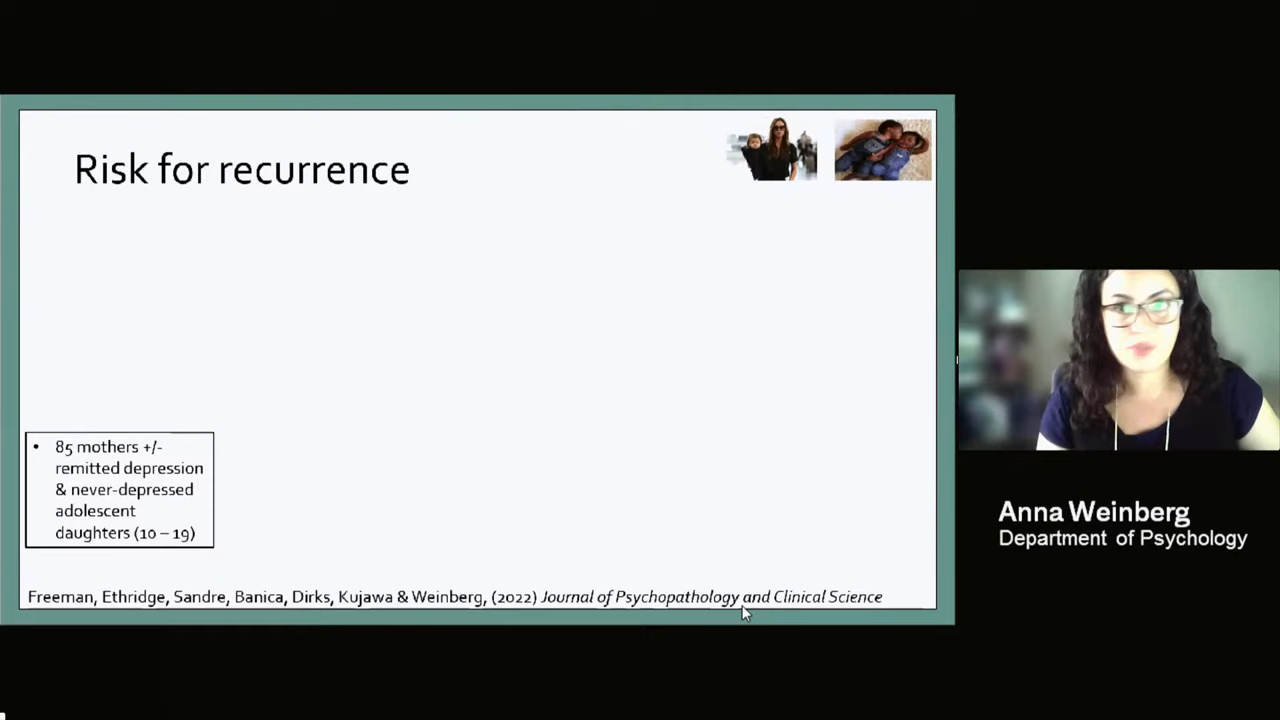 Risk for recurrence
• 85 mothers +/-
remitted depression
& never-depressed
adolescent
daughters (10 – 19)
Freeman, Ethridge, Sandre, Banica, Dirks, Kujawa & Weinberg, (2022) Journal of Psychopathology and Clinical Science
Anna Weinberg
Department of Psychology